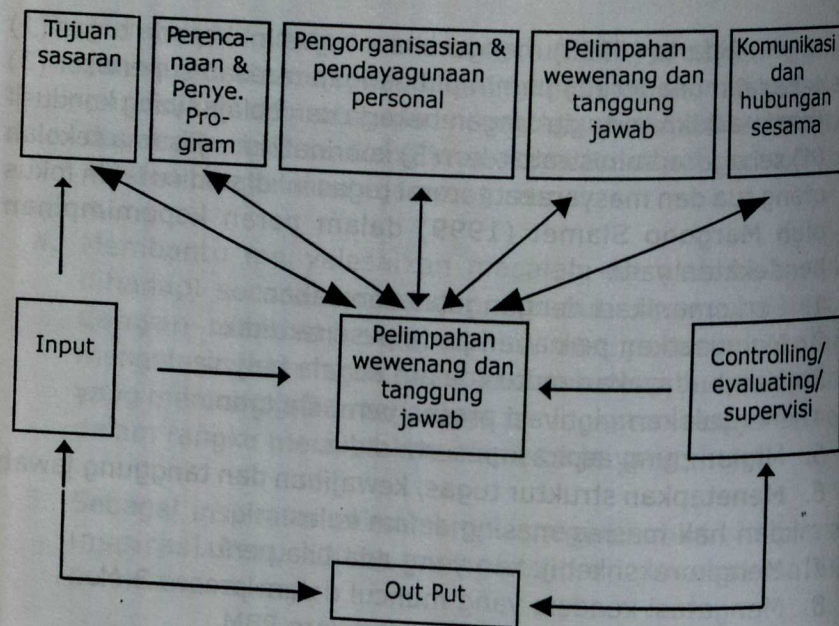 Tujuan
sasaran
Perenca-
naan &
Penye.
Pro-
gram
Pengorganisasian &
pendayagunaan
personal
Pelimpahan
wewenang dan
tanggung
jawab
Komunikasi
dan
hubungan
sesama
Input
Pelimpahan
wewenang dan
tanggung
jawab
Controlling/
evaluating/
supervisi
Out Put